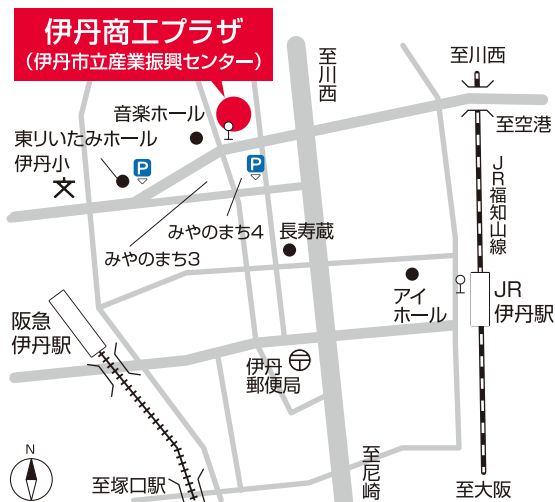 伊丹商工プラザ
（伊丹市立産業振興センター）
至川西
至川西
音楽ホール
至空港
東リいたみホール
伊丹小
文
P
P
JR福知山線
みやのまち4
みやのまち3
長寿蔵
アイ
ホール
JR
伊丹駅
阪急
伊丹駅
伊丹
郵便局
〒
N
至塚口駅
至尼崎
至大阪